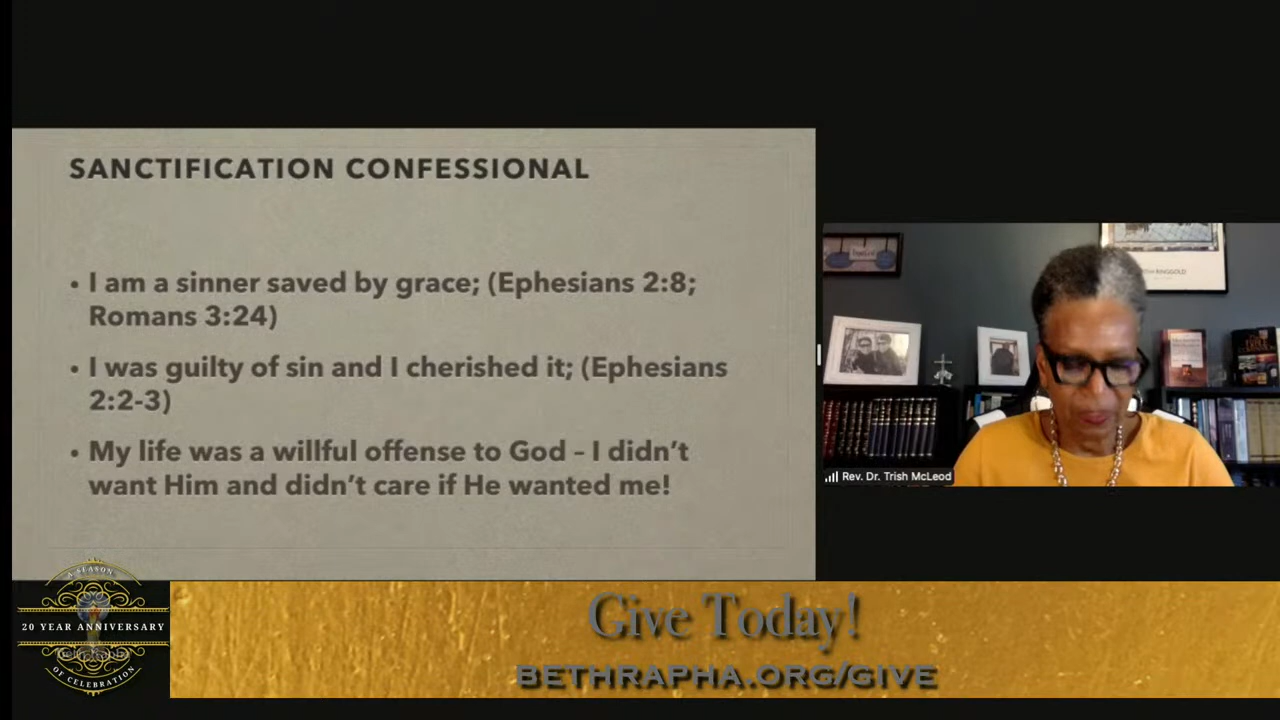 SANCTIFICATION CONFESSIONAL
• I am a sinner saved by grace; (Ephesians 2:8;
Romans 3:24)
• I was guilty of sin and I cherished it; (Ephesians
2:2-3)
• My life was a willful offense to God – I didn't
want Him and didn't care if He wanted me!
RINGGOLD
Rev. Dr. Trish McLeod
A SEASON
20 YEAR ANNIVERSARY
OF CELEBRATION
Give Today!
BETHRAPHA.ORG/GIVE